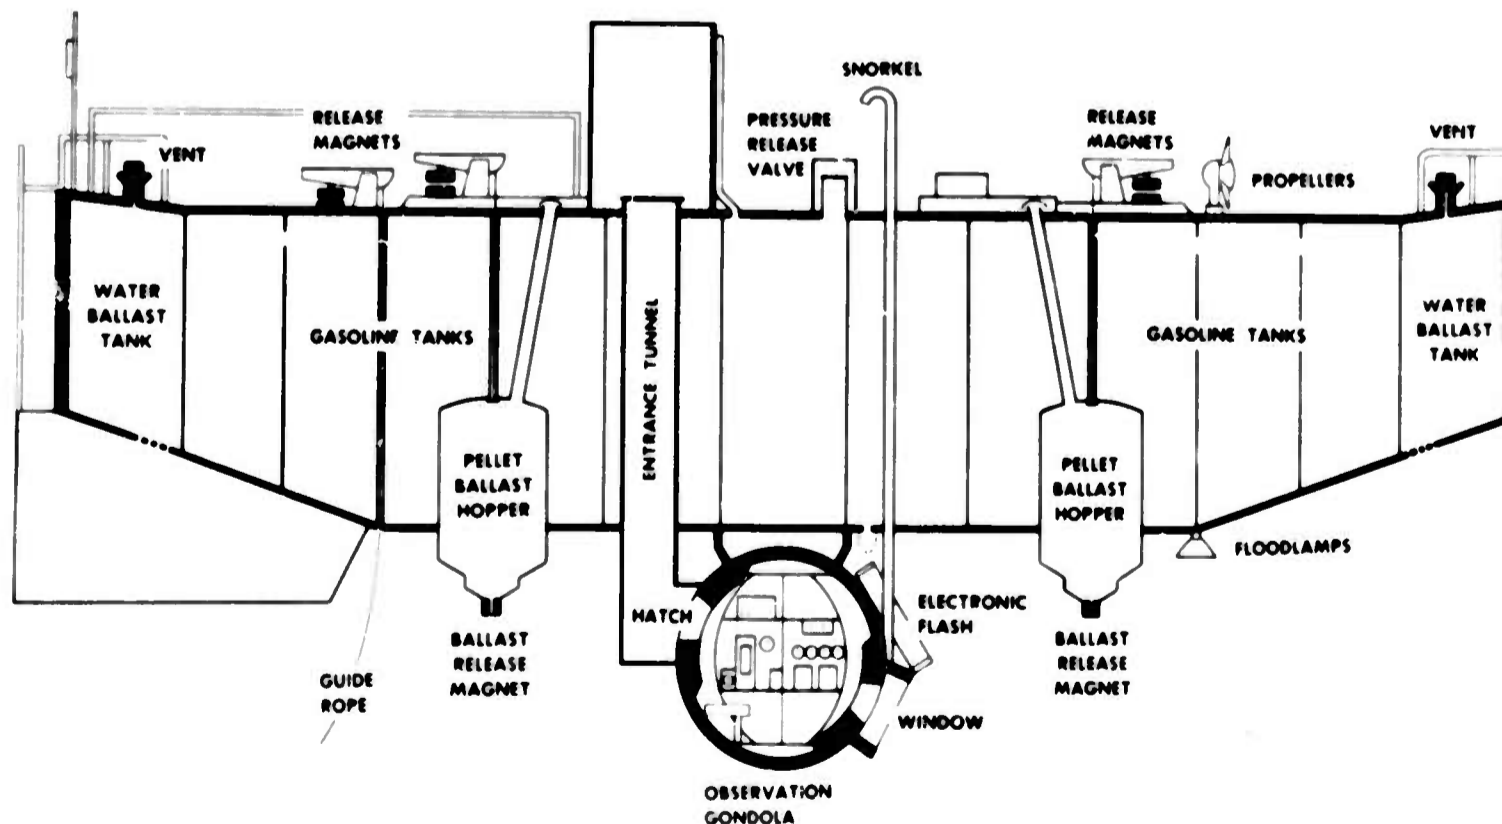 SNORKEL
RELEASE
MAGNETS
PRESSURE
RELEASE
VALVE
RELEASE
MAGNETS
VENT
VENT
PROPELLERS
WATER
BALLAST
TANK
GASOLINE TANKS
ENTRANCE TUNNEL
GASOLINE TANKS
WATER
BALLAST
TANK
PELLET
BALLAST
HOPPER
PELLET
BALLAST
HOPPER
FLOODLAMPS
HATCH
ELECTRONIC
FLASH
BALLAST
RELEASE
MAGNET
BALLAST
RELEASE
MAGNET
GUIDE
ROPE
WINDOW
OBSERVATION
GONDOLA